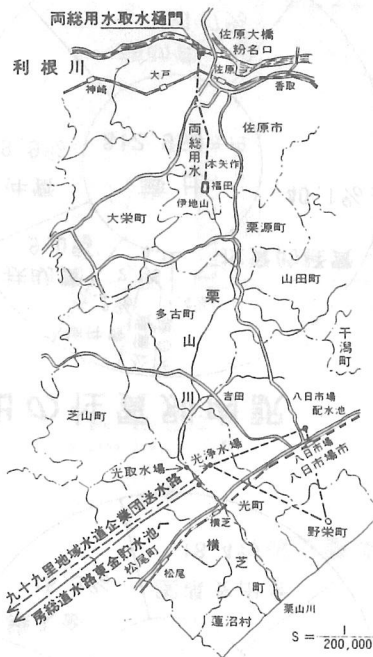 両総用水取水樋門
佐原大橋
粉名口
利根川
大戸
佐原
神崎
香取
佐原市
両総用水
本矢作
福田
伊地山
大栄町
栗源町
山田町
栗山川
多古町
干潟町
芝山町
吉田
八日市場
配水池
光浄水場
八日市場
八日市場市
光取水場
光町
九十九里地域水道企業団送水路
房総導水路東金貯水池へ
横芝
野栄町
松尾町
松尾
横芝町
栗山川
蓮沼村
S = 1/200,000